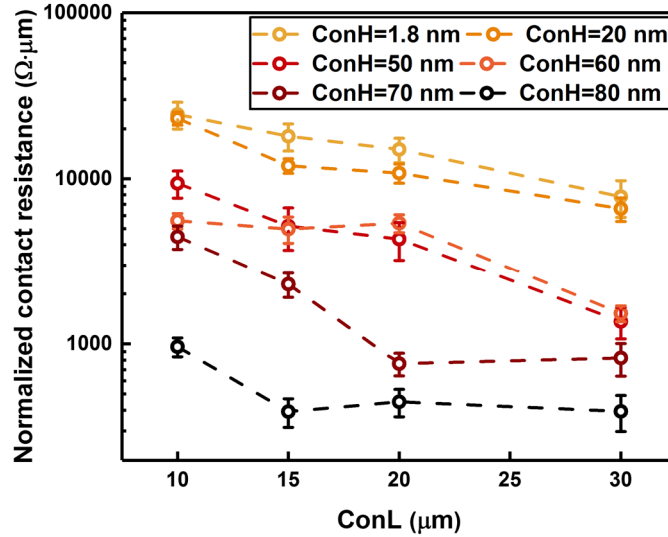 100000
10000
1000
Normalized contact resistance (Ω·μm)
ConH=1.8 nm ConH=20 nm
ConH=50 nm ConH=60 nm
ConH=70 nm ConH=80 nm
10 15 20 25 30
ConL (μm)